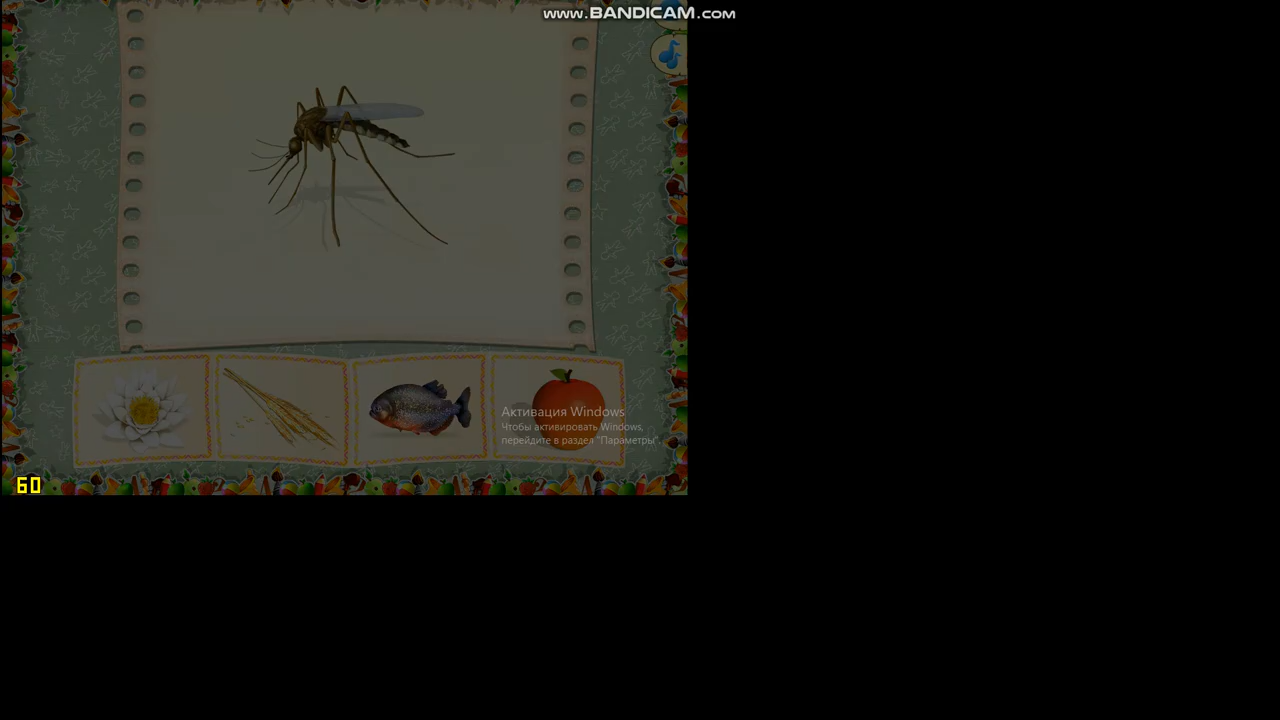 www.BANDICAM.com
Активация Windows
Чтобы активировать Windows,
перейдите в раздел "Параметры".
60